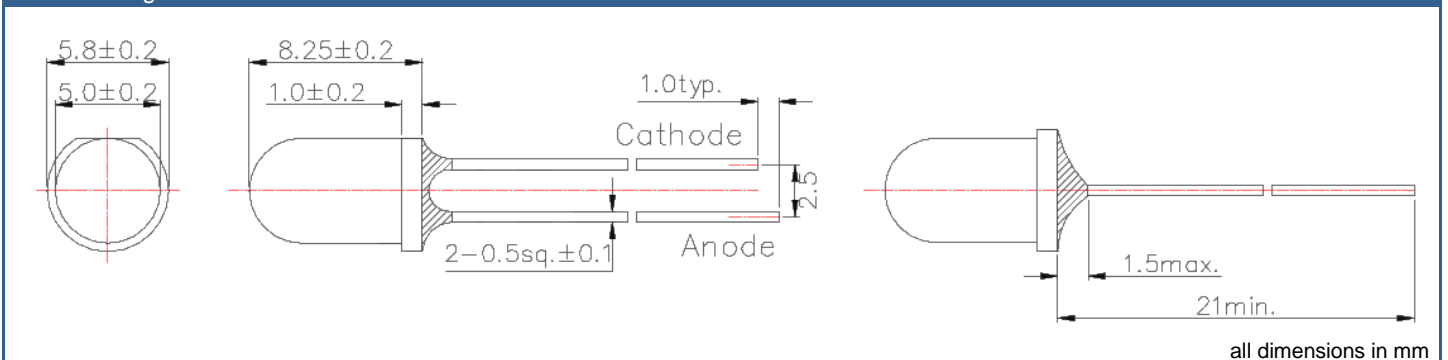 5.8±0.2
5.0±0.2
8.25±0.2
1.0±0.2
1.0typ.
Cathode
2.5
2-0.5sq.±0.1
Anode
1.5max.
21min.
all dimensions in mm